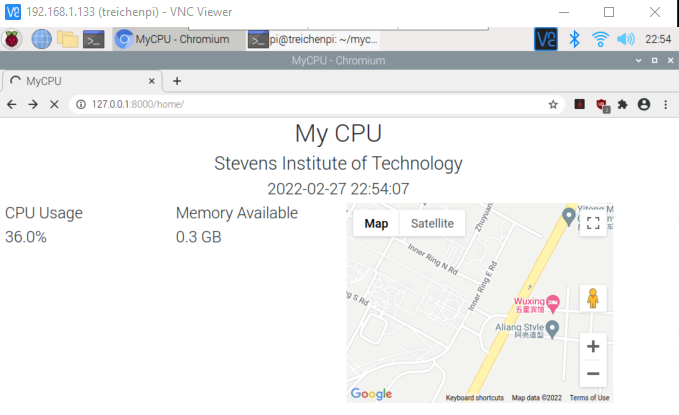 192.168.1.133 (treichenpi) - VNC Viewer
MyCPU - Chromium
pi@treichenpi: ~/myc...
22:54
MyCPU - Chromium
MyCPU
127.0.0.1:8000/home/
2
My CPU
Stevens Institute of Technology
2022-02-27 22:54:07
CPU Usage
Memory Available
36.0%
0.3 GB
Map
Satellite
Yitong M
Zhuyuan
Inner Ring N Rd
Inner Ring E Rd
g S Rd
Wuxing
五星宾馆
Aliang Style
阿亮造型
Google
Keyboard shortcuts
Map data ©2022
Terms of Use